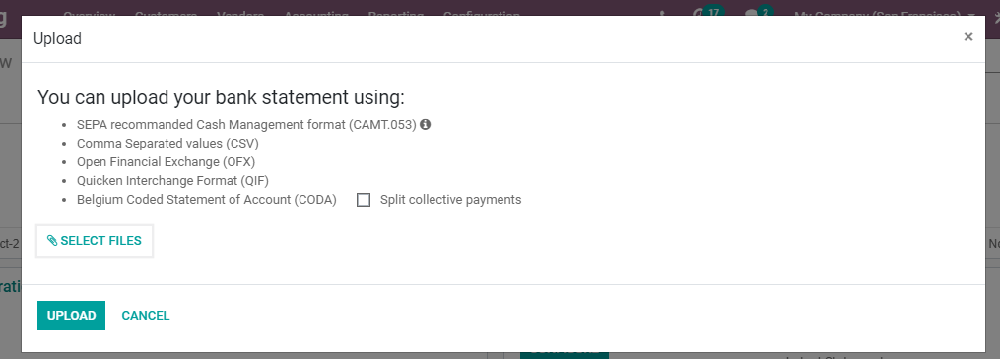 Overview Customers Vendors Accounting Reporting Configuration 17 2 My Company (San Francisco)
Upload ×
You can upload your bank statement using:
• SEPA recommanded Cash Management format (CAMT.053)
• Comma Separated values (CSV)
• Open Financial Exchange (OFX)
• Quicken Interchange Format (QIF)
• Belgium Coded Statement of Account (CODA) Split collective payments
SELECT FILES
UPLOAD CANCEL